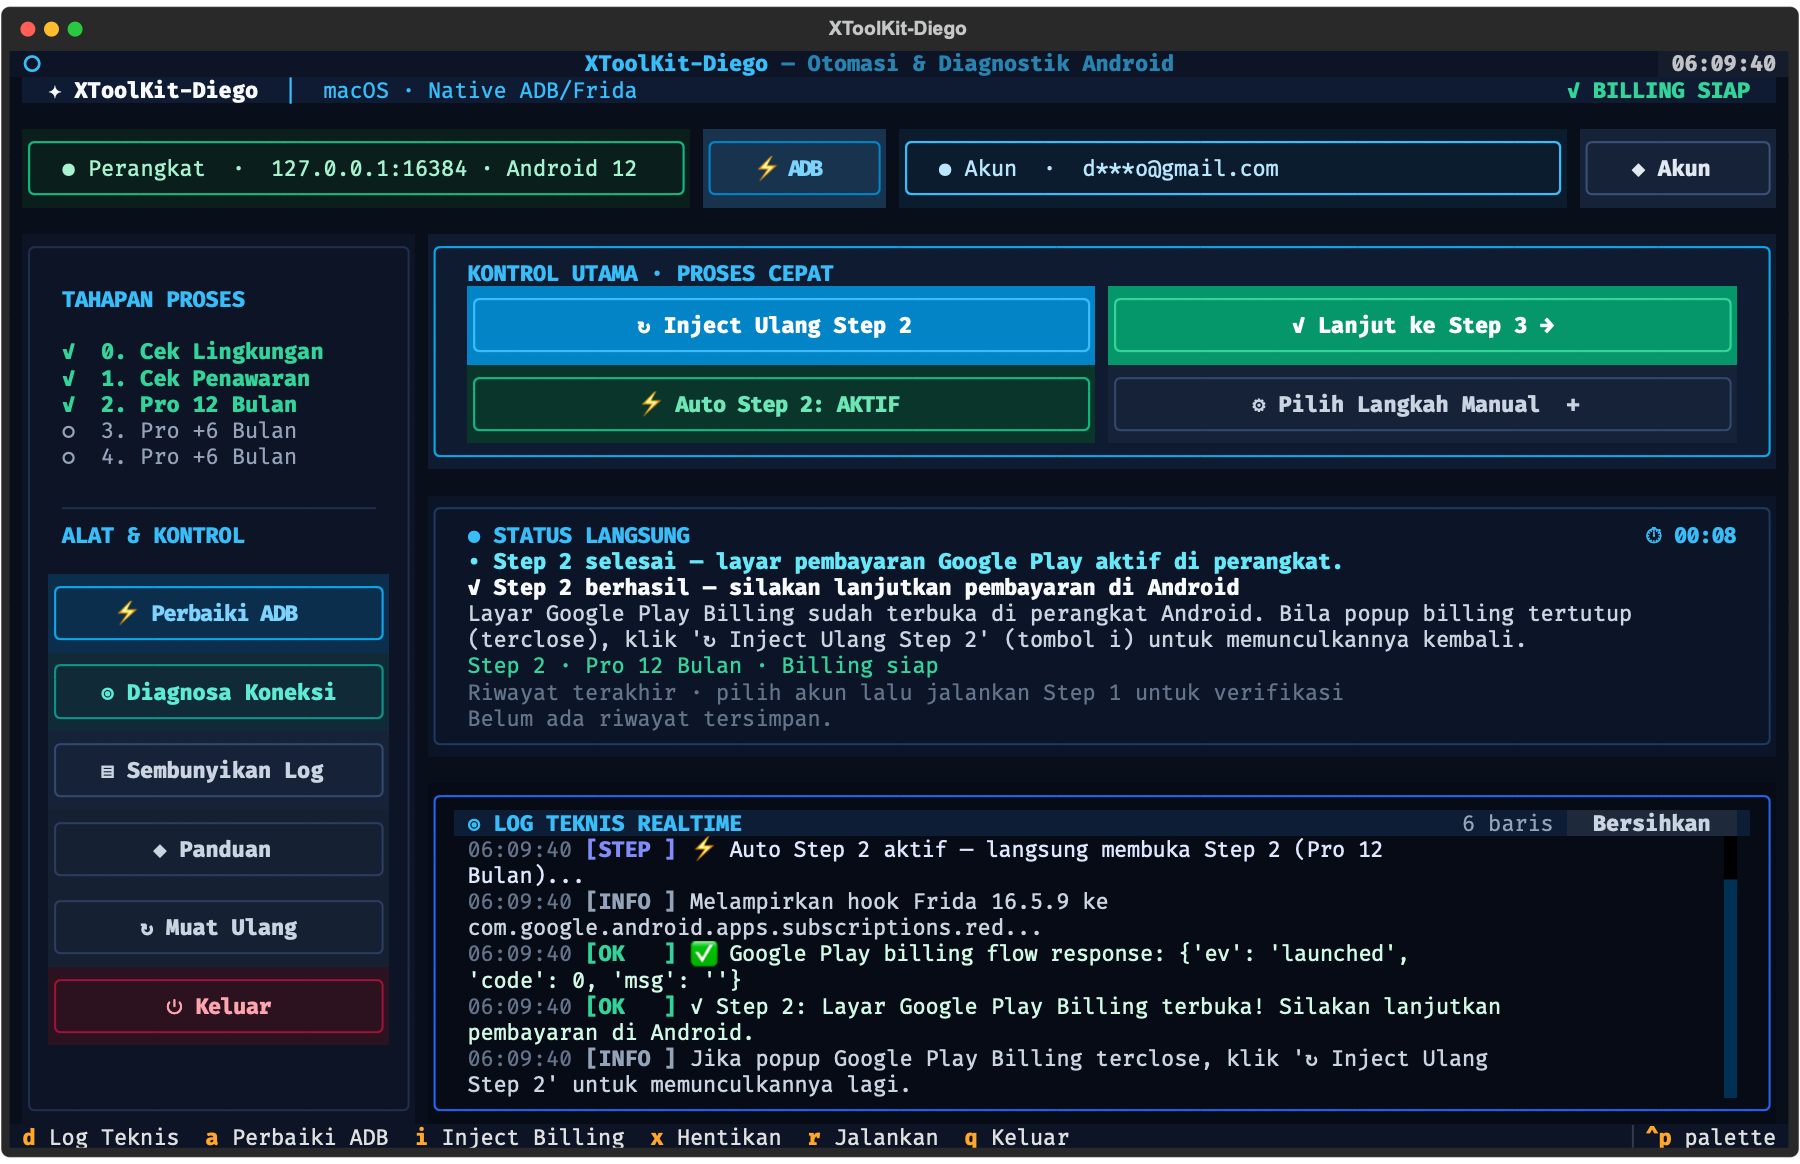 XToolKit-Diego
XToolKit-Diego — Otomasi & Diagnostik Android
06:09:40
✦ XToolKit-Diego │ macOS · Native ADB/Frida
√ BILLING SIAP
● Perangkat · 127.0.0.1:16384 · Android 12
⚡ ADB
● Akun · d***o@gmail.com
◆ Akun
TAHAPAN PROSES
√ 0. Cek Lingkungan
√ 1. Cek Penawaran
√ 2. Pro 12 Bulan
○ 3. Pro +6 Bulan
○ 4. Pro +6 Bulan
ALAT & KONTROL
⚡ Perbaiki ADB
◎ Diagnosa Koneksi
▤ Sembunyikan Log
◆ Panduan
↻ Muat Ulang
⏻ Keluar
KONTROL UTAMA · PROSES CEPAT
↻ Inject Ulang Step 2
√ Lanjut ke Step 3 →
⚡ Auto Step 2: AKTIF
⚙ Pilih Langkah Manual +
● STATUS LANGSUNG
⏱ 00:08
• Step 2 selesai — layar pembayaran Google Play aktif di perangkat.
√ Step 2 berhasil — silakan lanjutkan pembayaran di Android
Layar Google Play Billing sudah terbuka di perangkat Android. Bila popup billing tertutup
(terclose), klik '↻ Inject Ulang Step 2' (tombol i) untuk memunculkannya kembali.
Step 2 · Pro 12 Bulan · Billing siap
Riwayat terakhir · pilih akun lalu jalankan Step 1 untuk verifikasi
Belum ada riwayat tersimpan.
◎ LOG TEKNIS REALTIME
6 baris
Bersihkan
06:09:40 [STEP ] ⚡ Auto Step 2 aktif — langsung membuka Step 2 (Pro 12
Bulan)...
06:09:40 [INFO ] Melampirkan hook Frida 16.5.9 ke
com.google.android.apps.subscriptions.red...
06:09:40 [OK   ] ✅ Google Play billing flow response: {'ev': 'launched',
'code': 0, 'msg': ''}
06:09:40 [OK   ] √ Step 2: Layar Google Play Billing terbuka! Silakan lanjutkan
pembayaran di Android.
06:09:40 [INFO ] Jika popup Google Play Billing terclose, klik '↻ Inject Ulang
Step 2' untuk memunculkannya lagi.
d Log Teknis a Perbaiki ADB i Inject Billing x Hentikan r Jalankan q Keluar
^p palette